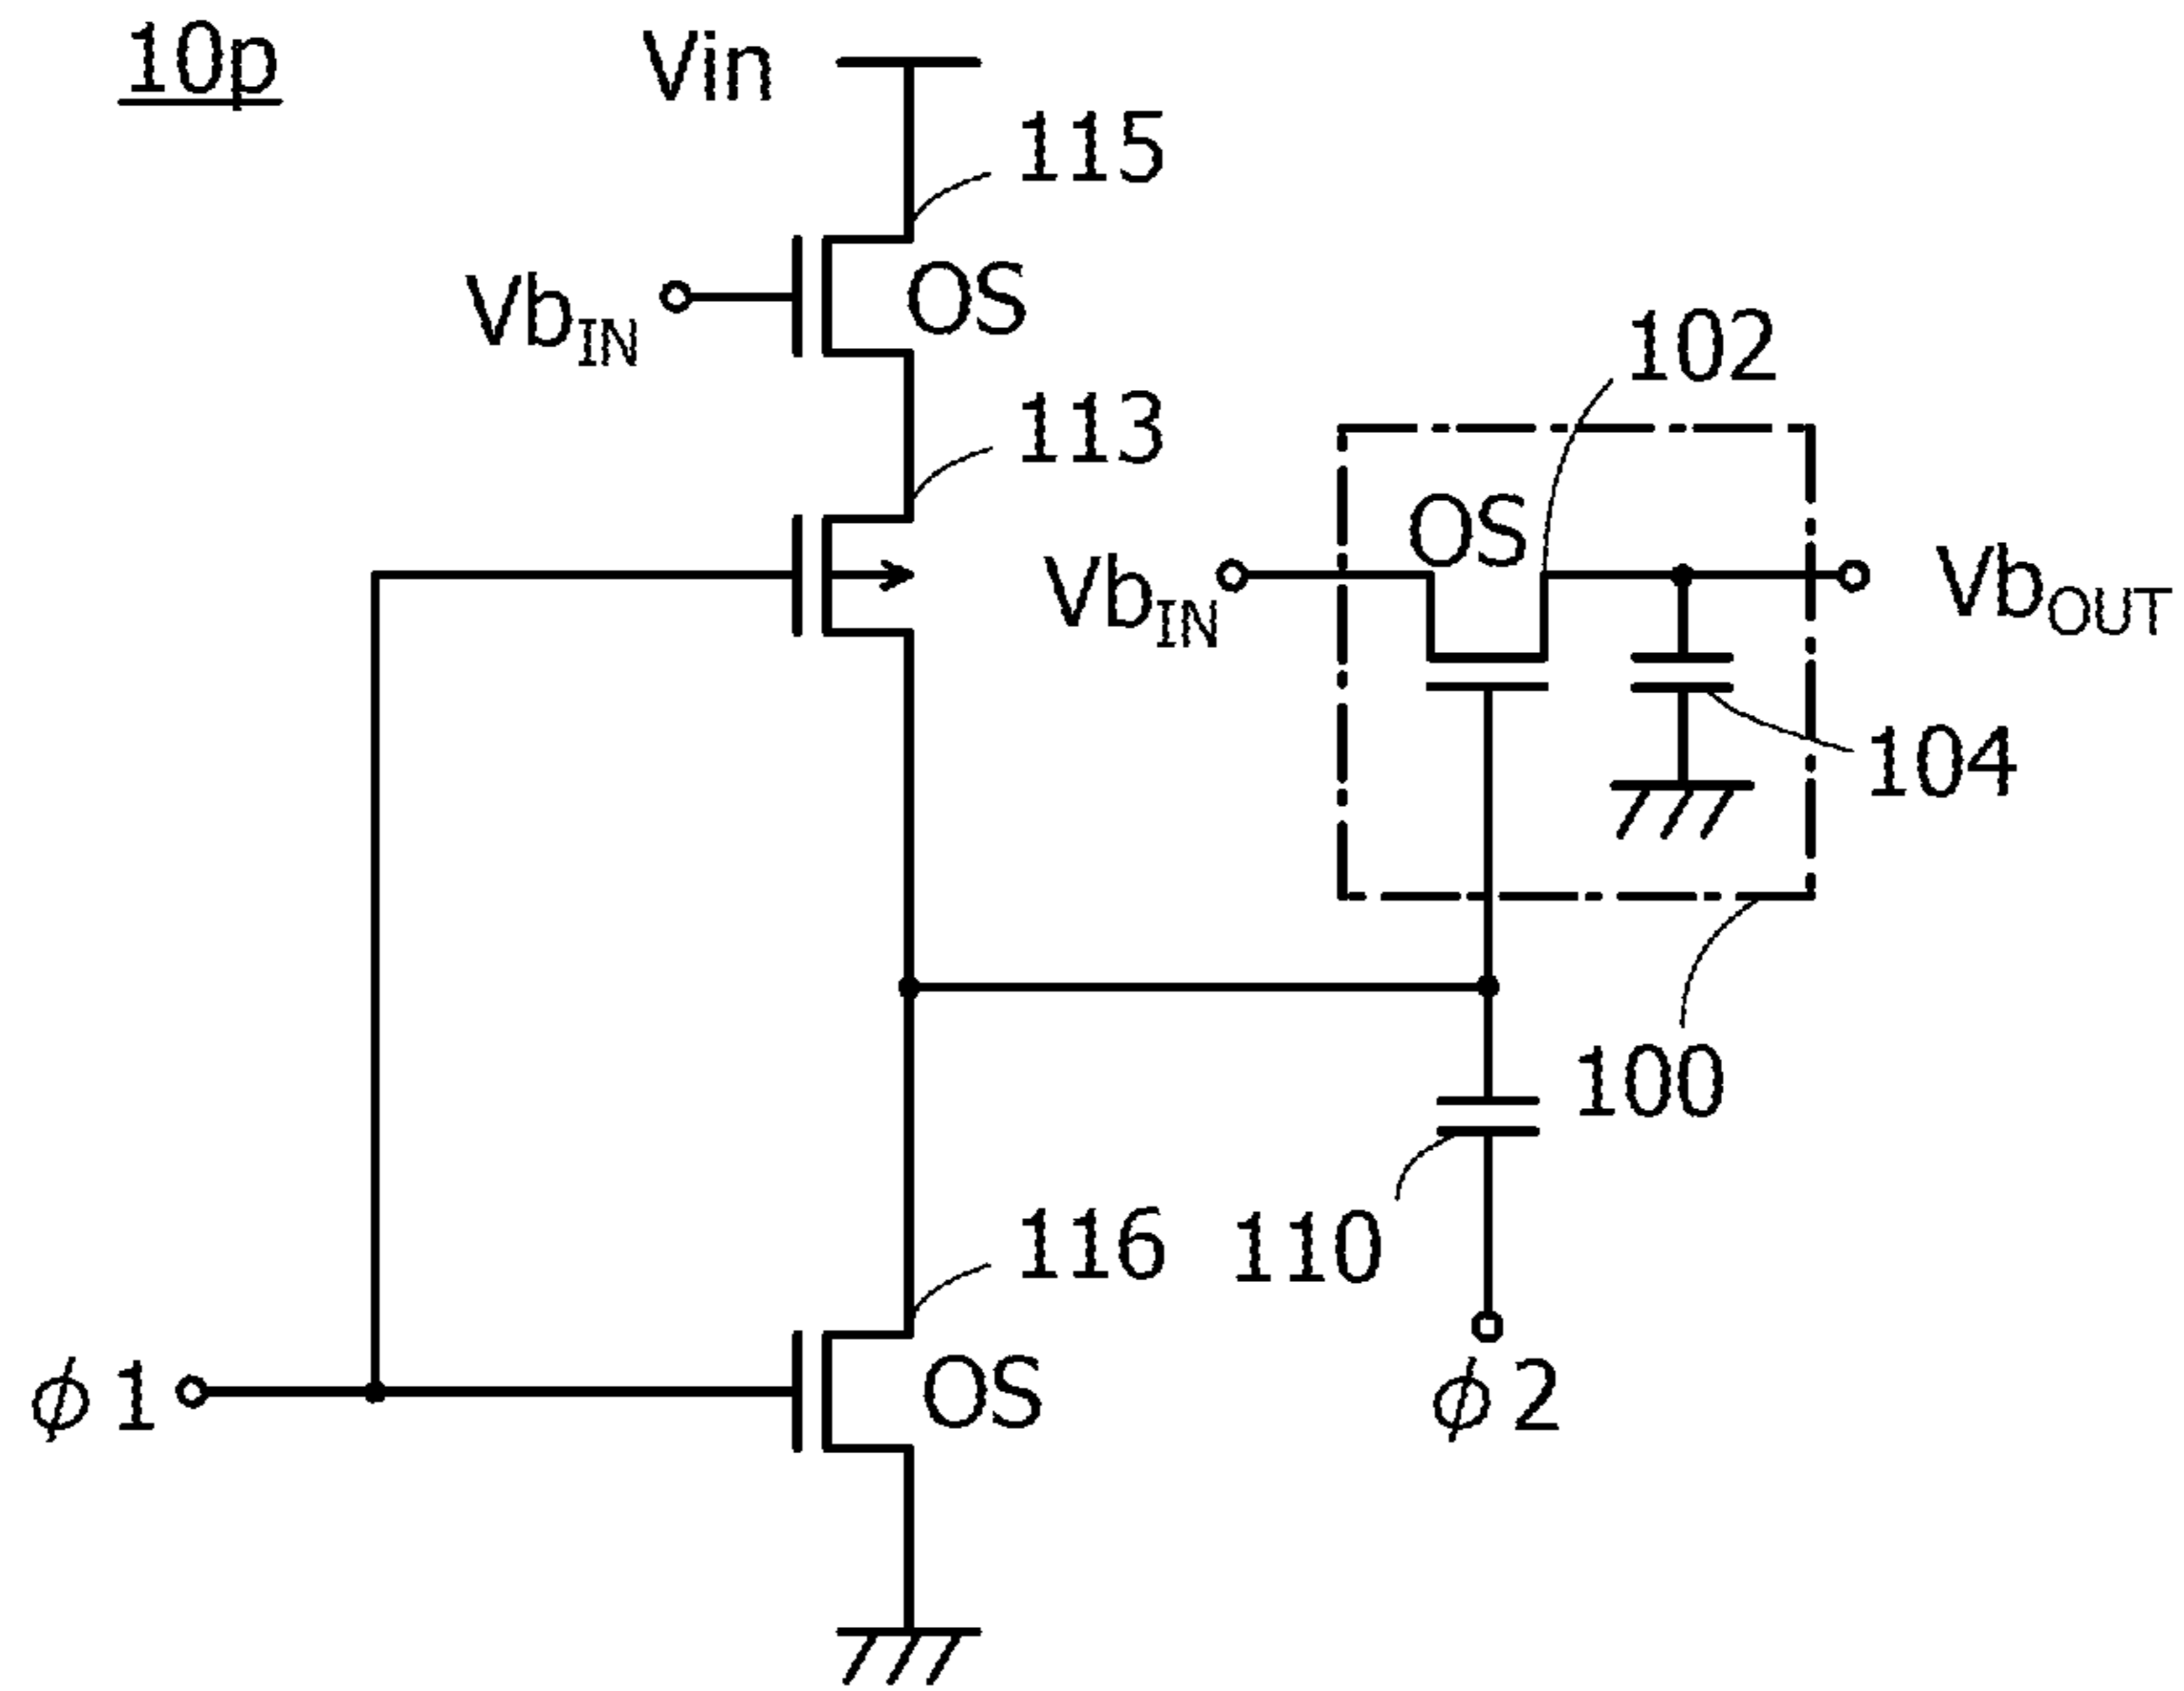 10p
Vin
115
Vb_IN
OS
102
113
OS
Vb_IN
Vb_OUT
104
100
116
110
OS
ϕ1
ϕ2